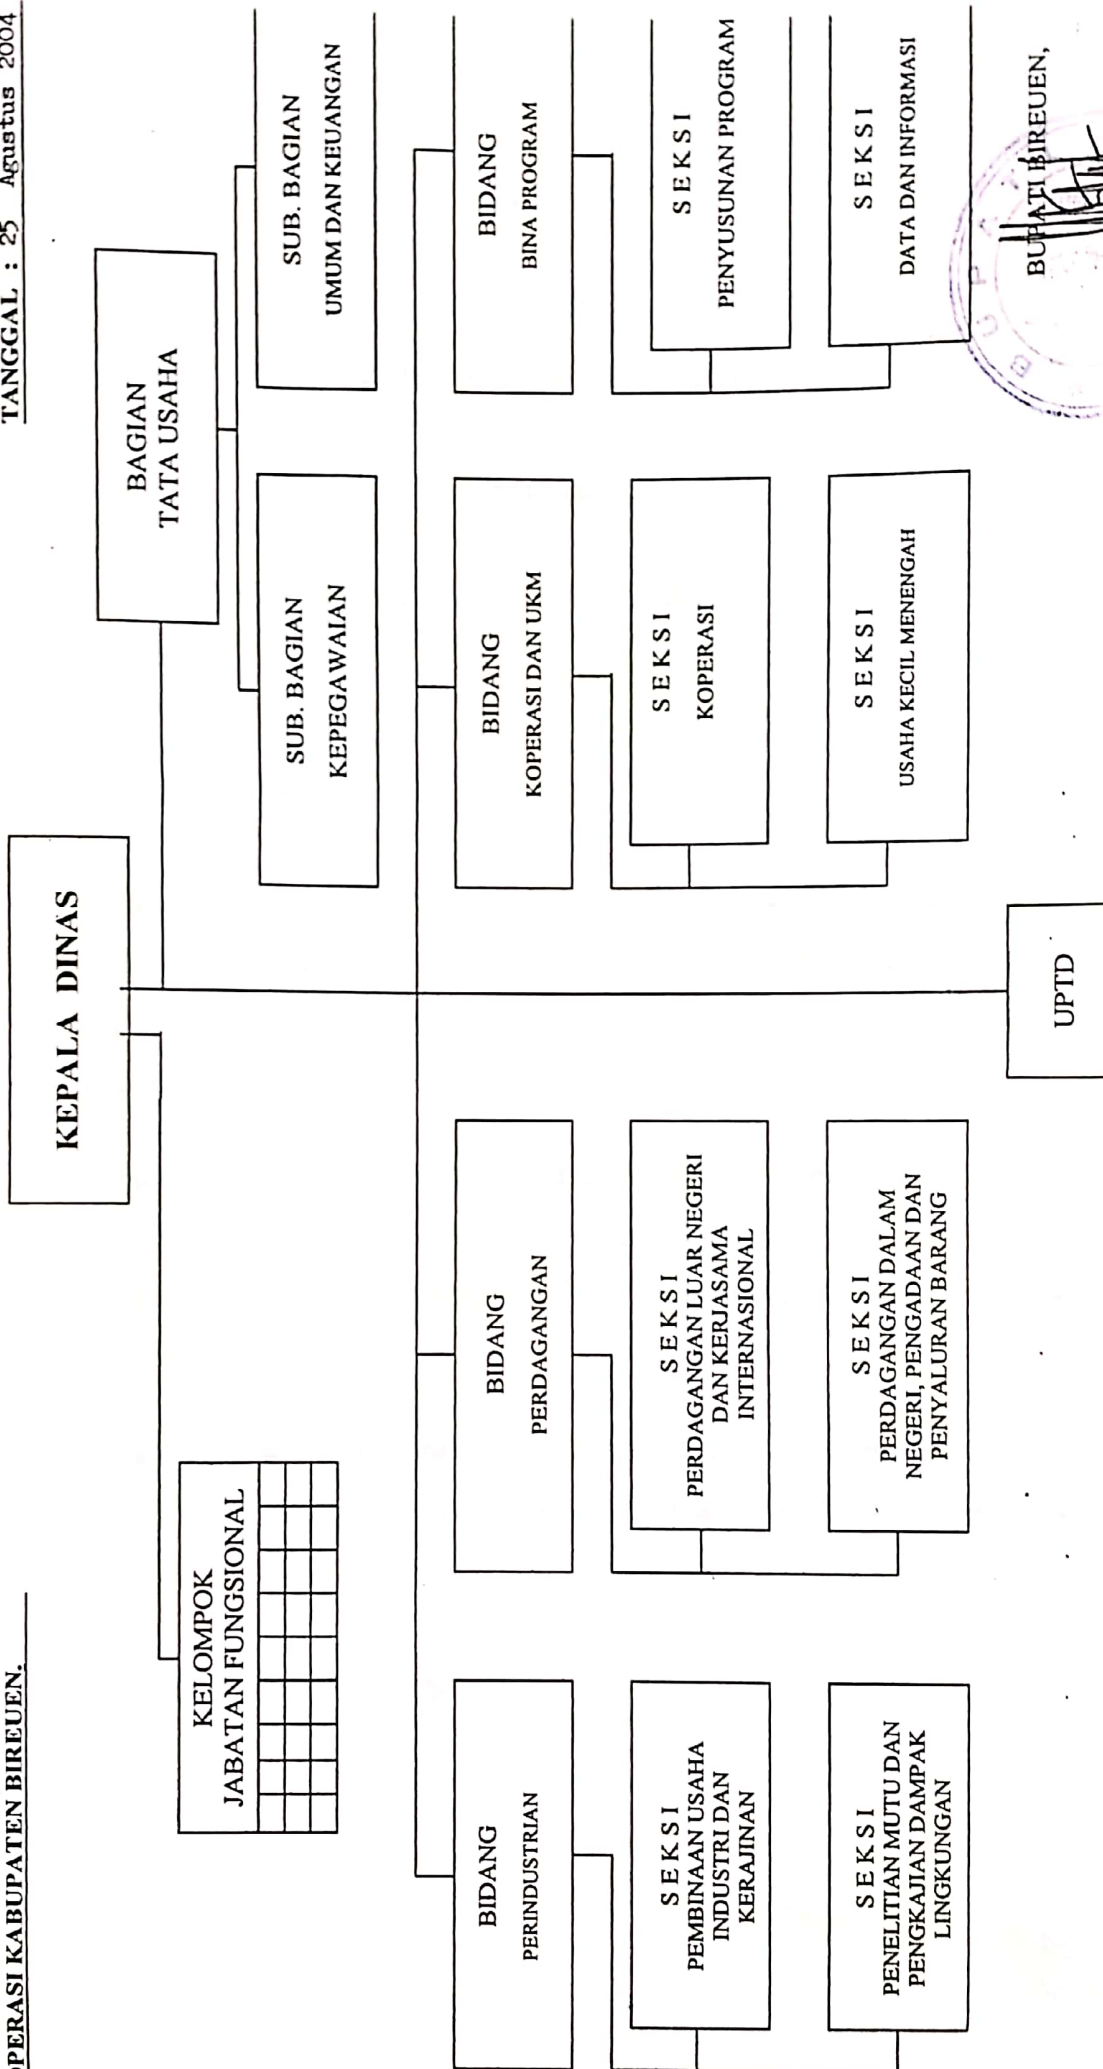 TANGGAL : 25 Agustus 2004
KABUPATEN BIREUEN.
KEPALA DINAS
KELOMPOK
JABATAN FUNGSIONAL
BAGIAN
TATA USAHA
SUB. BAGIAN
KEPEGAWAIAN
SUB. BAGIAN
UMUM DAN KEUANGAN
BIDANG
PERINDUSTRIAN
BIDANG
PERDAGANGAN
BIDANG
KOPERASI DAN UKM
BIDANG
BINA PROGRAM
S E K S I
PEMBINAAN USAHA
INDUSTRI DAN
KERAJINAN
S E K S I
PERDAGANGAN LUAR NEGERI
DAN KERJASAMA
INTERNASIONAL
S E K S I
KOPERASI
S E K S I
PENYUSUNAN PROGRAM
S E K S I
PENELITIAN MUTU DAN
PENGKAJIAN DAMPAK
LINGKUNGAN
S E K S I
PERDAGANGAN DALAM
NEGERI, PENGADAAN DAN
PENYALURAN BARANG
S E K S I
USAHA KECIL MENENGAH
S E K S I
DATA DAN INFORMASI
UPTD
BUPATI BIREUEN,
BUPATI